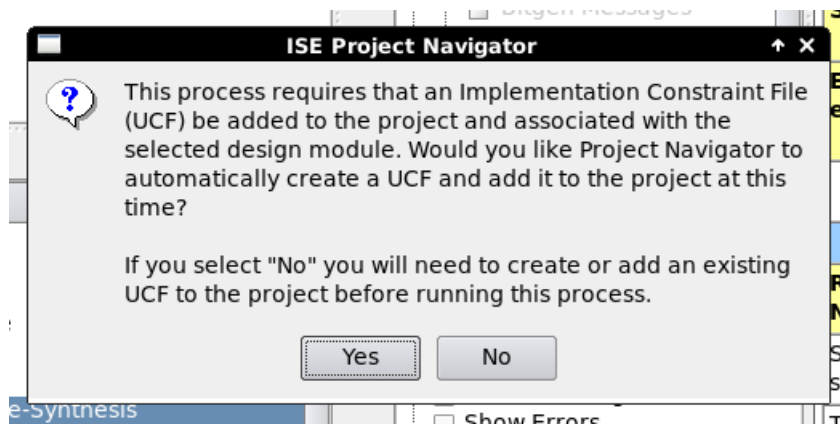 Bitgen Messages
ISE Project Navigator
This process requires that an Implementation Constraint File
(UCF) be added to the project and associated with the
selected design module. Would you like Project Navigator to
automatically create a UCF and add it to the project at this
time?
If you select "No" you will need to create or add an existing
UCF to the project before running this process.
Yes
No
e-Synthesis
Show Errors